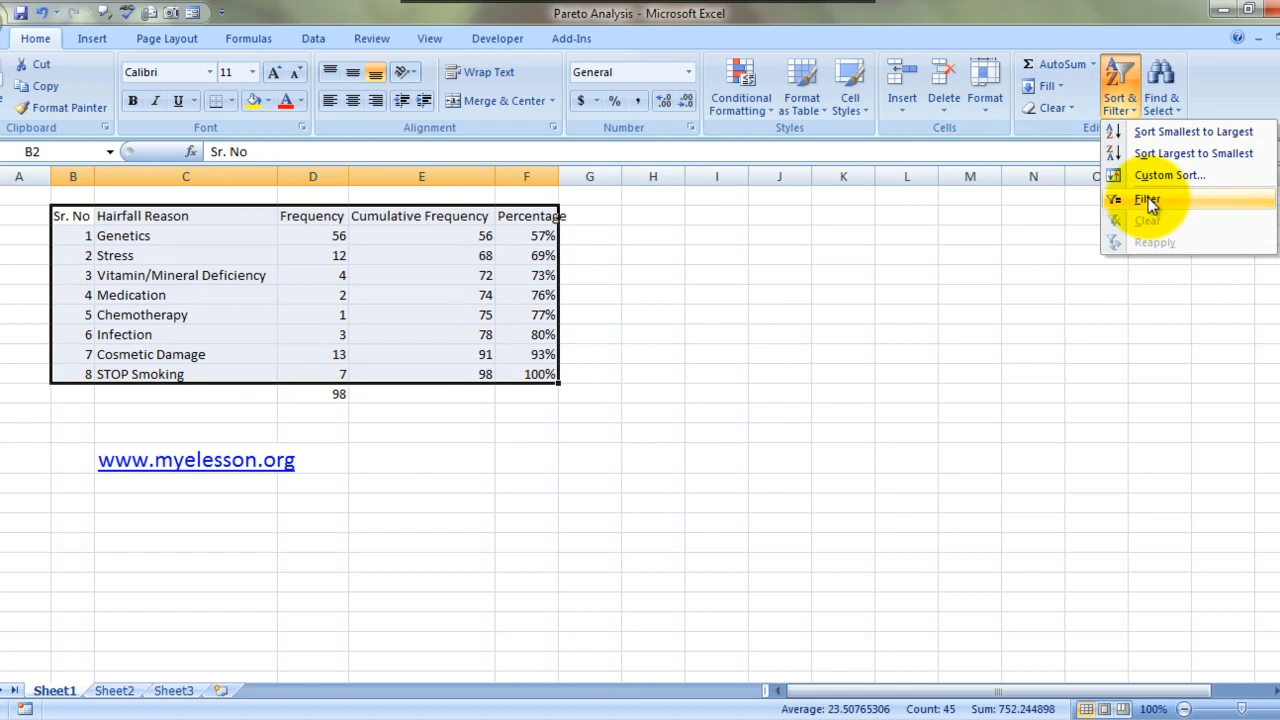 Pareto Analysis - Microsoft Excel
Home Insert Page Layout Formulas Data Review View Developer Add-Ins
Cut
Copy
Format Painter
Clipboard
Calibri 11
B I U A
Font
Wrap Text
Merge & Center
Alignment
General
$ % ,
Number
Conditional Formatting
Format as Table
Cell Styles
Styles
Insert Delete Format
Cells
AutoSum
Fill
Clear
Sort & Filter
Find & Select
Sort Smallest to Largest
Sort Largest to Smallest
Custom Sort...
Filter
Clear
Reapply
B2 fx Sr. No
A B C D E F G H I J K L M N
Sr. No Hairfall Reason Frequency Cumulative Frequency Percentage
1 Genetics 56 56 57%
2 Stress 12 68 69%
3 Vitamin/Mineral Deficiency 4 72 73%
4 Medication 2 74 76%
5 Chemotherapy 1 75 77%
6 Infection 3 78 80%
7 Cosmetic Damage 13 91 93%
8 STOP Smoking 7 98 100%
98
www.myelesson.org
Sheet1 Sheet2 Sheet3
Average: 23.50765306 Count: 45 Sum: 752.244898 100%